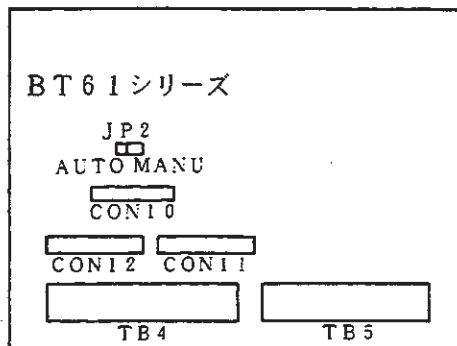 BT61シリーズ
JP2
AUTO MANU
CON10
CON12 CON11
TB4 TB5